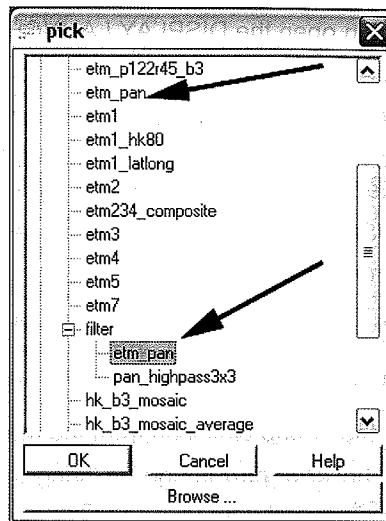 pick
etm_p122r45_b3
etm_pan
etm1
etm1_hk80
etm1_latlong
etm2
etm234_composite
etm3
etm4
etm5
etm7
filter
etm_pan
pan_highpass3x3
hk_b3_mosaic
hk_b3_mosaic_average
OK Cancel Help
Browse ...